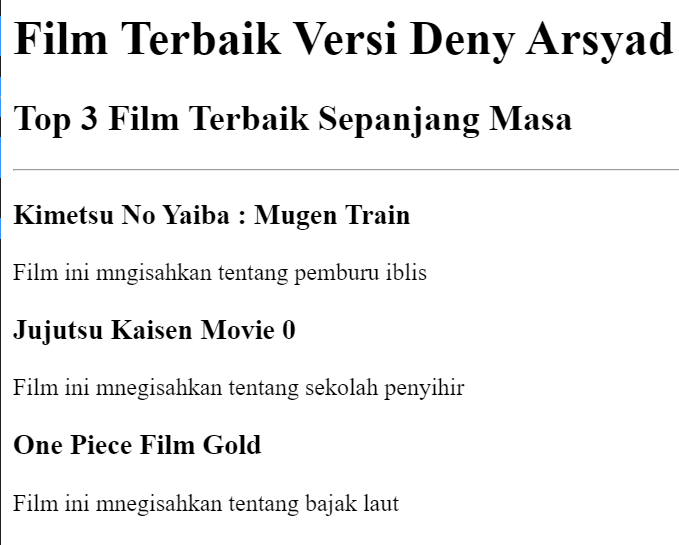 Film Terbaik Versi Deny Arsyad
Top 3 Film Terbaik Sepanjang Masa
Kimetsu No Yaiba : Mugen Train
Film ini mngisahkan tentang pemburu iblis
Jujutsu Kaisen Movie 0
Film ini mnegisahkan tentang sekolah penyihir
One Piece Film Gold
Film ini mnegisahkan tentang bajak laut